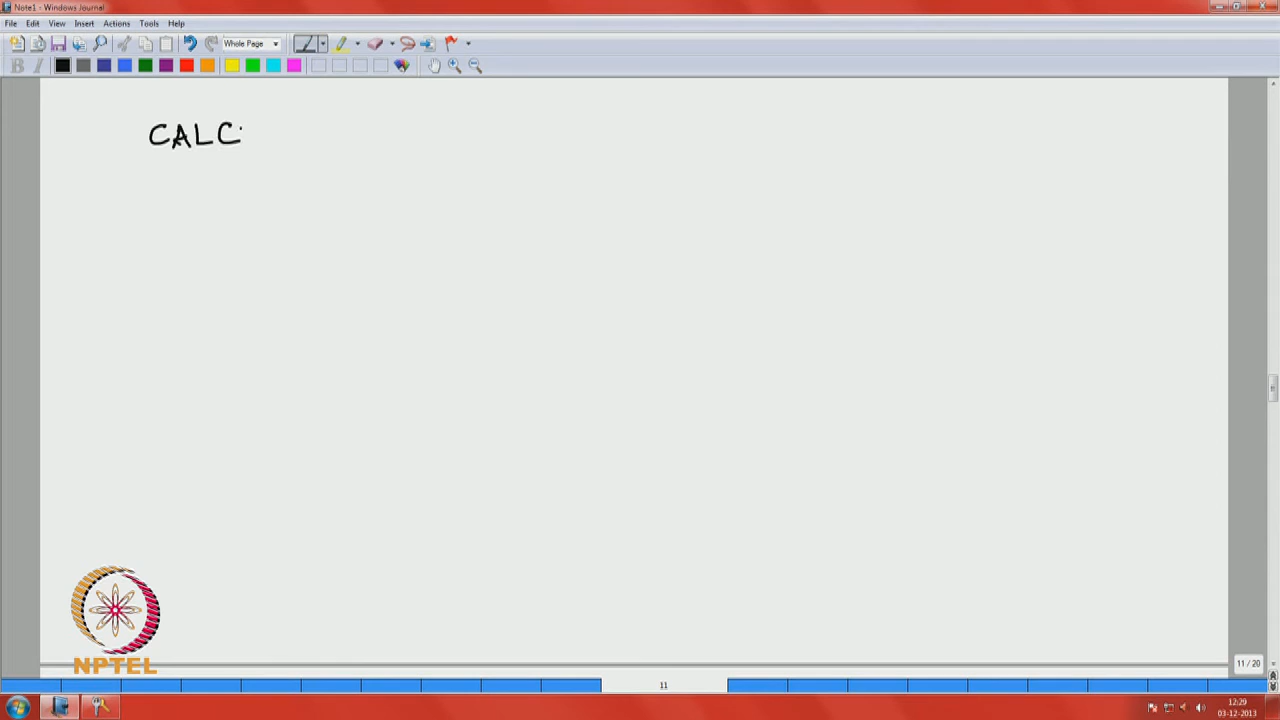 Note1 - Windows Journal
File Edit View Insert Actions Tools Help
Whole Page
B I
CALC
NPTEL
11 / 20
11
12:29
03-12-2013